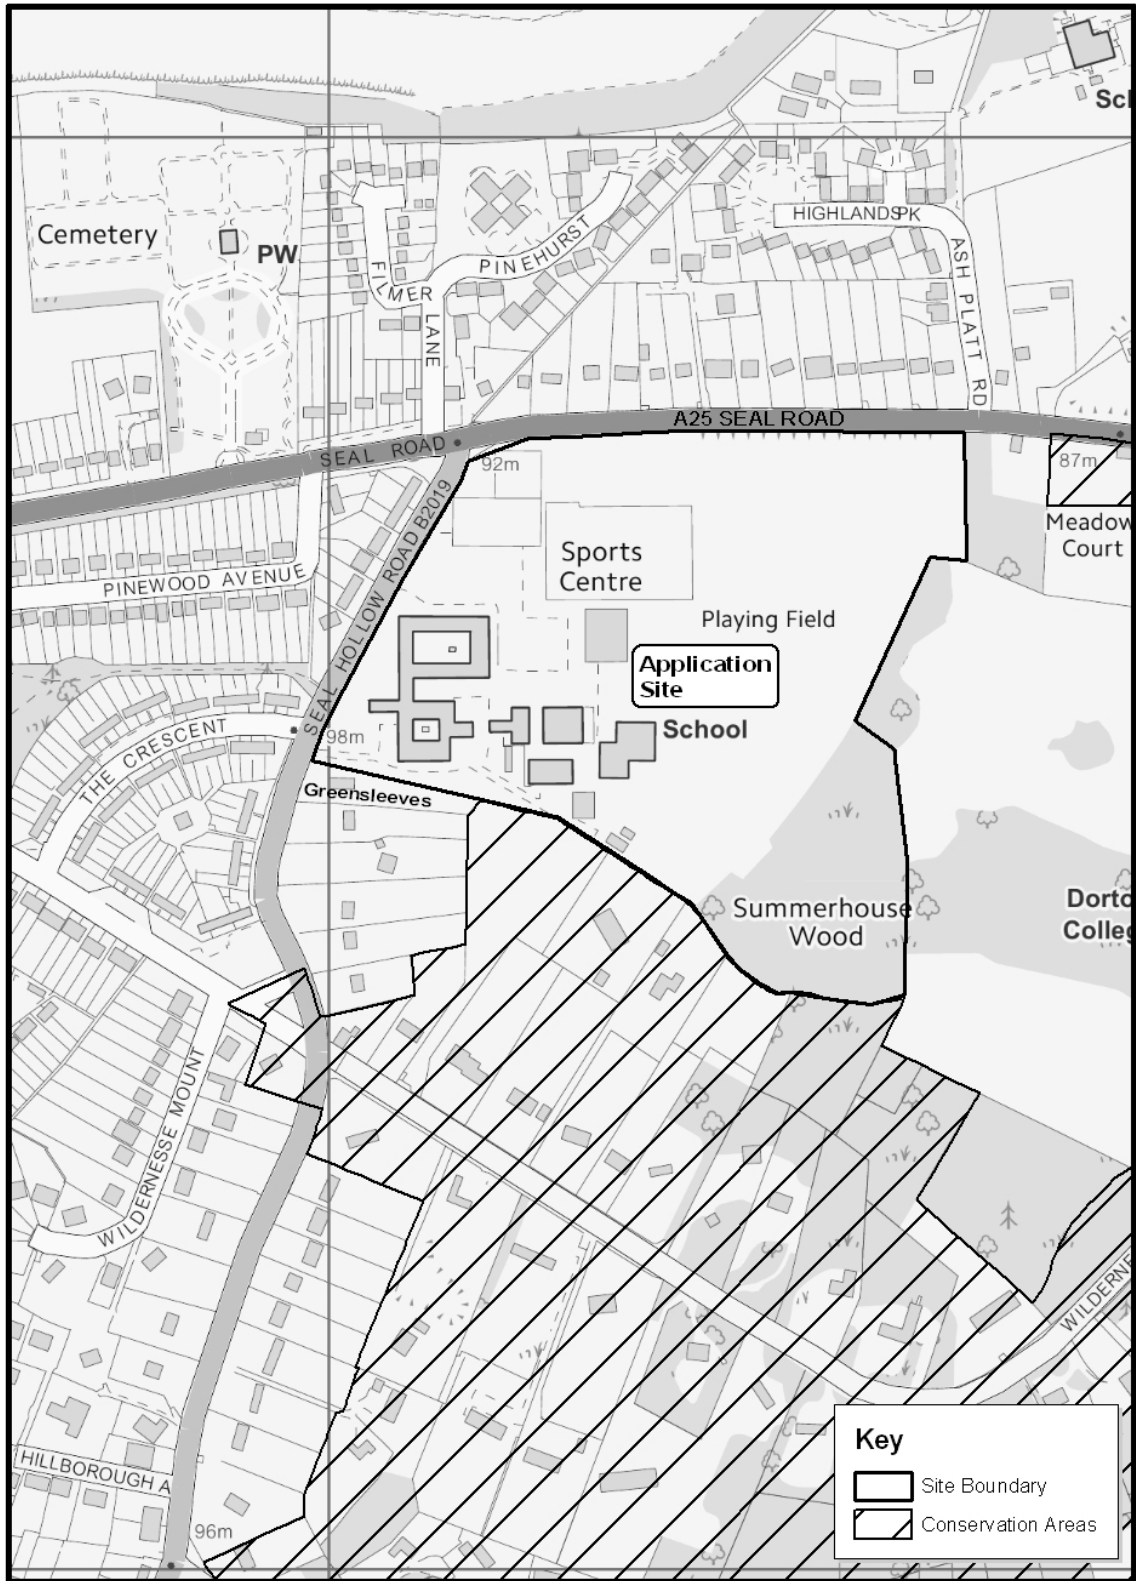 Sch
Cemetery
PW
HIGHLANDS PK
PINEHURST
FILMER
LANE
ASH PLATT RD
A25 SEAL ROAD
SEAL ROAD
92m
87m
Meadow
Court
SEAL HOLLOW ROAD B2019
Sports
Centre
PINEWOOD AVENUE
Playing Field
Application
Site
School
THE CRESCENT
98m
Greensleeves
Summerhouse
Wood
Dorto
Colleg
WILDERNESSE MOUNT
WILDERNE
HILLBOROUGH A
96m
Key
Site Boundary
Conservation Areas